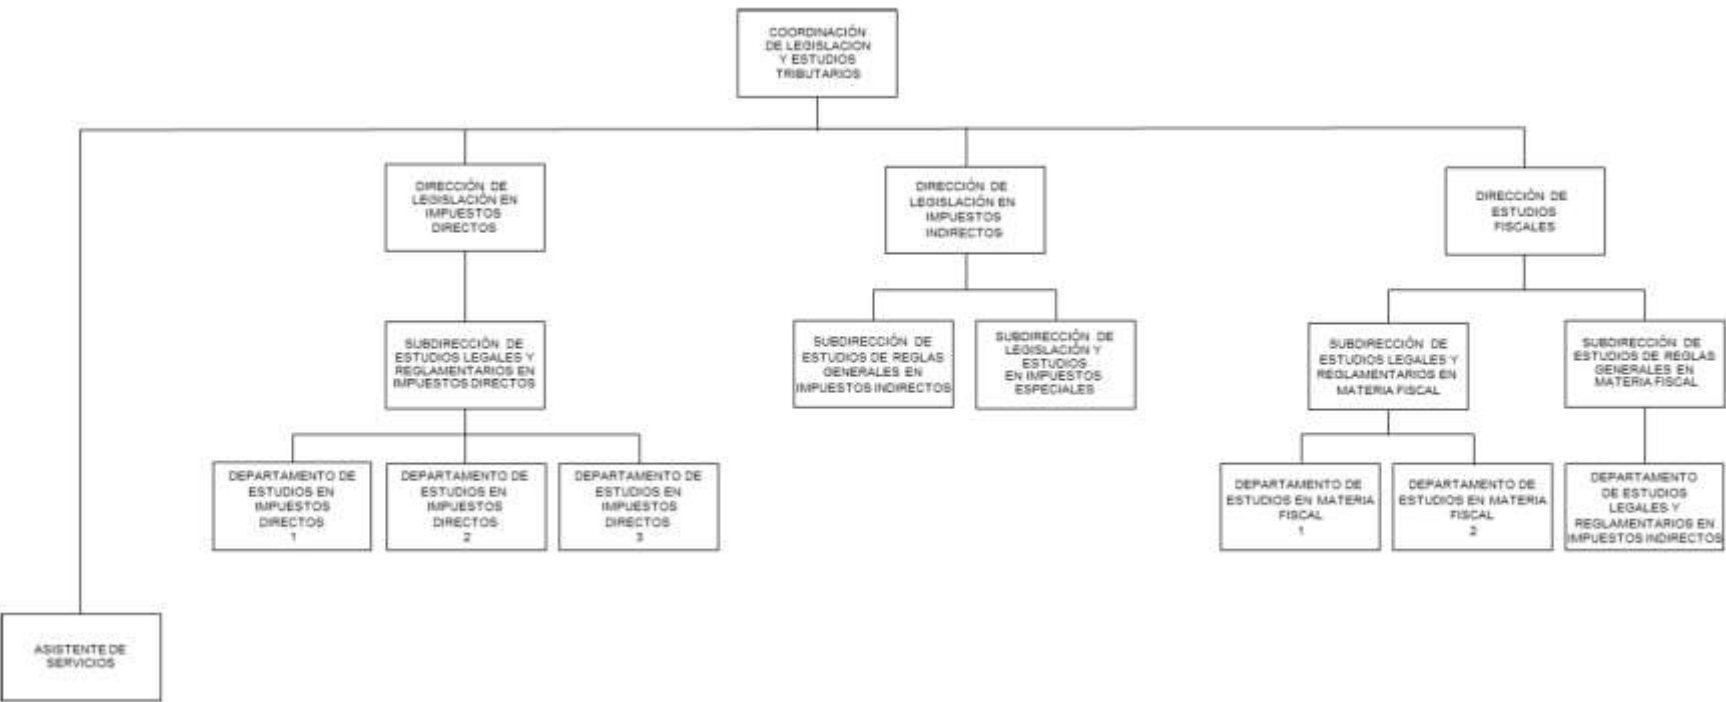 COORDINACIÓN
DE LEGISLACION
Y ESTUDIOS
TRIBUTARIOS
DIRECCIÓN DE
LEGISLACIÓN EN
IMPUESTOS
DIRECTOS
DIRECCIÓN DE
LEGISLACIÓN EN
IMPUESTOS
INDIRECTOS
DIRECCIÓN DE
ESTUDIOS
FISCALES
SUBDIRECCIÓN DE
ESTUDIOS LEGALES Y
REGLAMENTARIOS EN
IMPUESTOS DIRECTOS
SUBDIRECCIÓN DE
ESTUDIOS DE REGLAS
GENERALES EN
IMPUESTOS INDIRECTOS
SUBDIRECCIÓN DE
LEGISLACIÓN Y
ESTUDIOS
EN IMPUESTOS
ESPECIALES
SUBDIRECCIÓN DE
ESTUDIOS LEGALES Y
REGLAMENTARIOS EN
MATERIA FISCAL
SUBDIRECCIÓN DE
ESTUDIOS DE REGLAS
GENERALES EN
MATERIA FISCAL
DEPARTAMENTO DE
ESTUDIOS EN
IMPUESTOS
DIRECTOS
1
DEPARTAMENTO DE
ESTUDIOS EN
IMPUESTOS
DIRECTOS
2
DEPARTAMENTO DE
ESTUDIOS EN
IMPUESTOS
DIRECTOS
3
DEPARTAMENTO DE
ESTUDIOS EN MATERIA
FISCAL
1
DEPARTAMENTO DE
ESTUDIOS EN MATERIA
FISCAL
2
DEPARTAMENTO
DE ESTUDIOS
LEGALES Y
REGLAMENTARIOS EN
IMPUESTOS INDIRECTOS
ASISTENTE DE
SERVICIOS